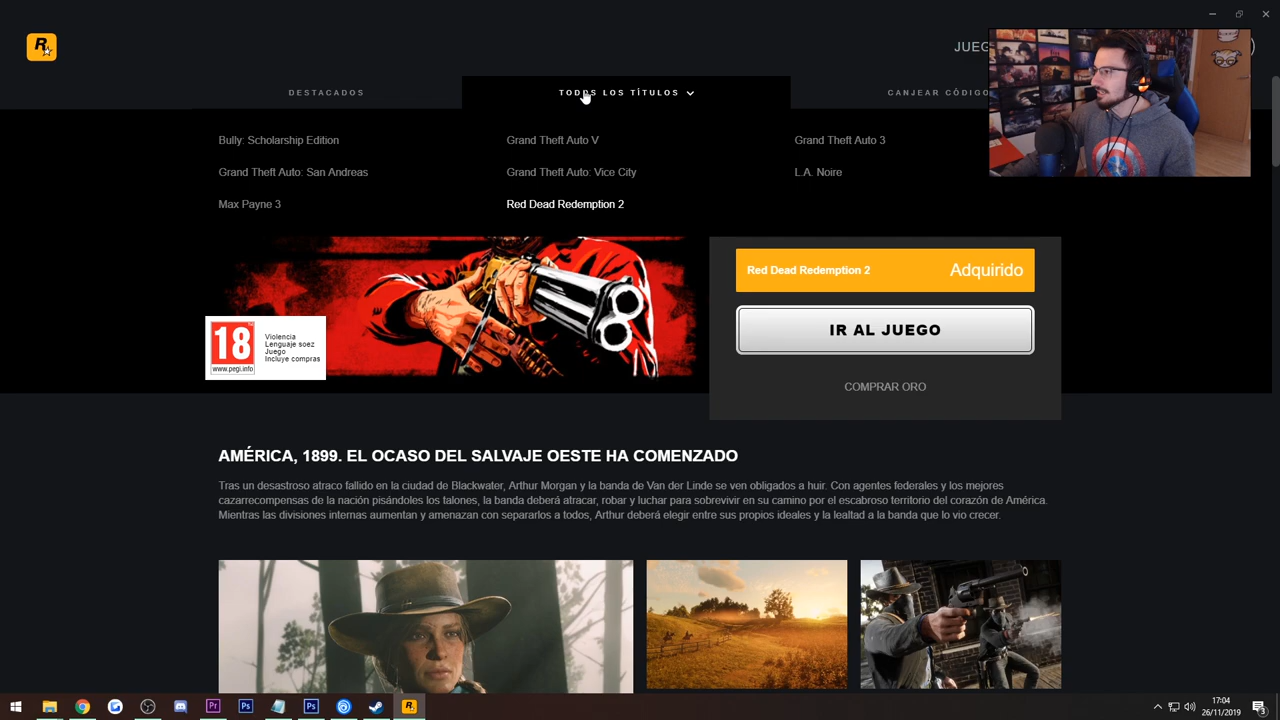 R
JUEG
DESTACADOS
TODOS LOS TÍTULOS
CANJEAR CÓDIGO
Bully: Scholarship Edition
Grand Theft Auto V
Grand Theft Auto 3
Grand Theft Auto: San Andreas
Grand Theft Auto: Vice City
L.A. Noire
Max Payne 3
Red Dead Redemption 2
Red Dead Redemption 2
Adquirido
IR AL JUEGO
COMPRAR ORO
18
www.pegi.info
Violencia
Lenguaje soez
Juego
Incluye compras
AMÉRICA, 1899. EL OCASO DEL SALVAJE OESTE HA COMENZADO
Tras un desastroso atraco fallido en la ciudad de Blackwater, Arthur Morgan y la banda de Van der Linde se ven obligados a huir. Con agentes federales y los mejores
cazarrecompensas de la nación pisándoles los talones, la banda deberá atracar, robar y luchar para sobrevivir en su camino por el escabroso territorio del corazón de América.
Mientras las divisiones internas aumentan y amenazan con separarlos a todos, Arthur deberá elegir entre sus propios ideales y la lealtad a la banda que lo vio crecer.
Pr
Ps
Ps
R
17:04
26/11/2019
3